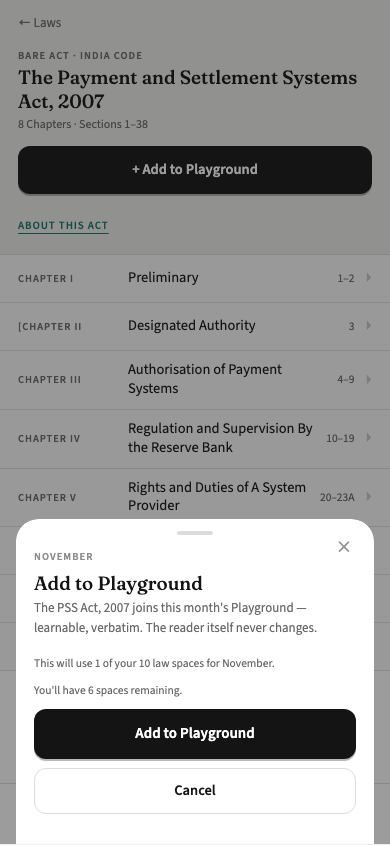 ← Laws
BARE ACT · INDIA CODE
The Payment and Settlement Systems
Act, 2007
8 Chapters · Sections 1–38
+ Add to Playground
ABOUT THIS ACT
CHAPTER I Preliminary 1–2
[CHAPTER II Designated Authority 3
CHAPTER III Authorisation of Payment
Systems 4–9
CHAPTER IV Regulation and Supervision By
the Reserve Bank 10–19
CHAPTER V Rights and Duties of A System
Provider 20–23A
NOVEMBER
Add to Playground
The PSS Act, 2007 joins this month's Playground —
learnable, verbatim. The reader itself never changes.
This will use 1 of your 10 law spaces for November.
You'll have 6 spaces remaining.
Add to Playground
Cancel